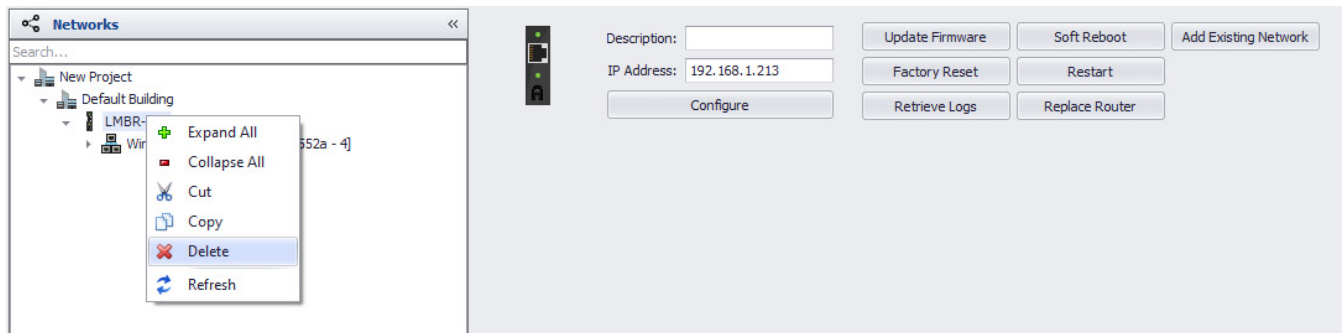 Networks
Search...
New Project
Default Building
LMBR-
552a - 4]
Expand All
Collapse All
Cut
Copy
Delete
Refresh
Description:
IP Address: 192.168.1.213
Configure
Update Firmware Soft Reboot Add Existing Network
Factory Reset Restart
Retrieve Logs Replace Router